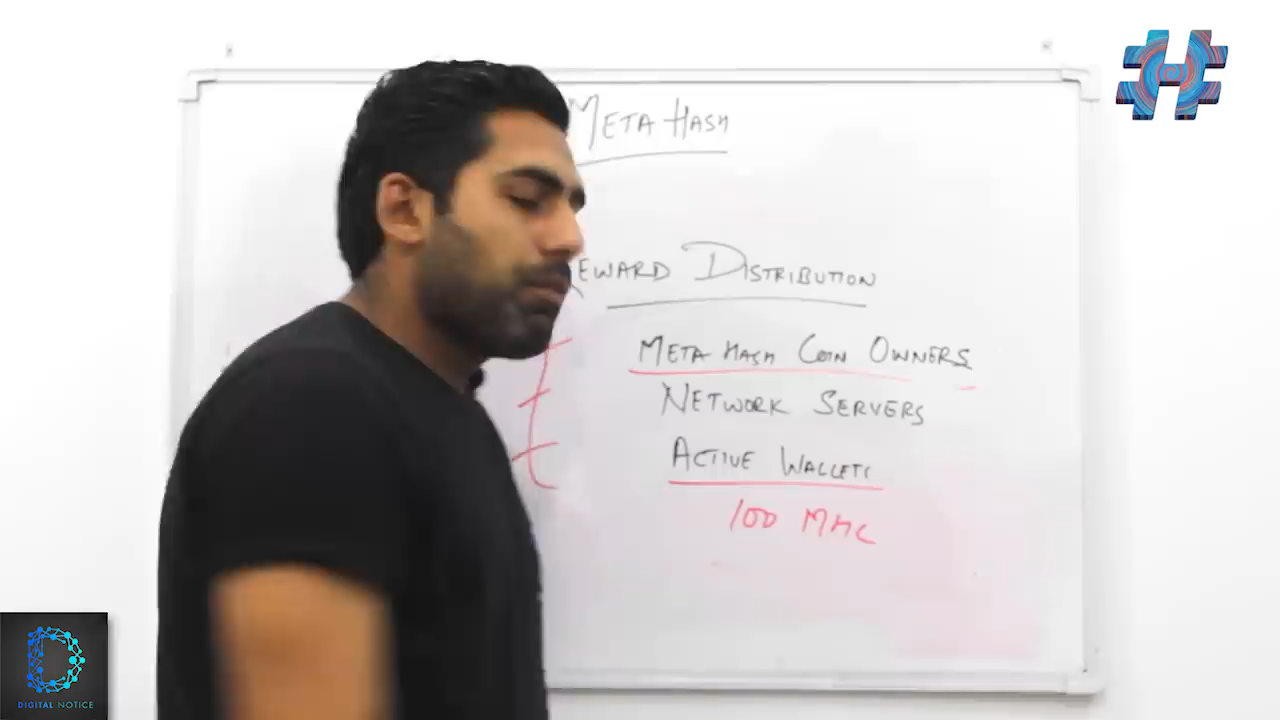 META HASH
EWARD DISTRIBUTION
META HASH COIN OWNERS
NETWORK SERVERS
ACTIVE WALLETS
100 MHC
DIGITAL NOTICE